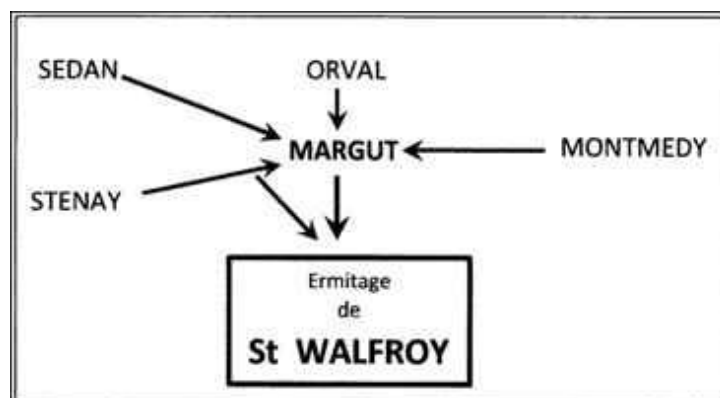 SEDAN
ORVAL
MARGUT
MONTMEDY
STENAY
Ermitage
de
St WALFROY